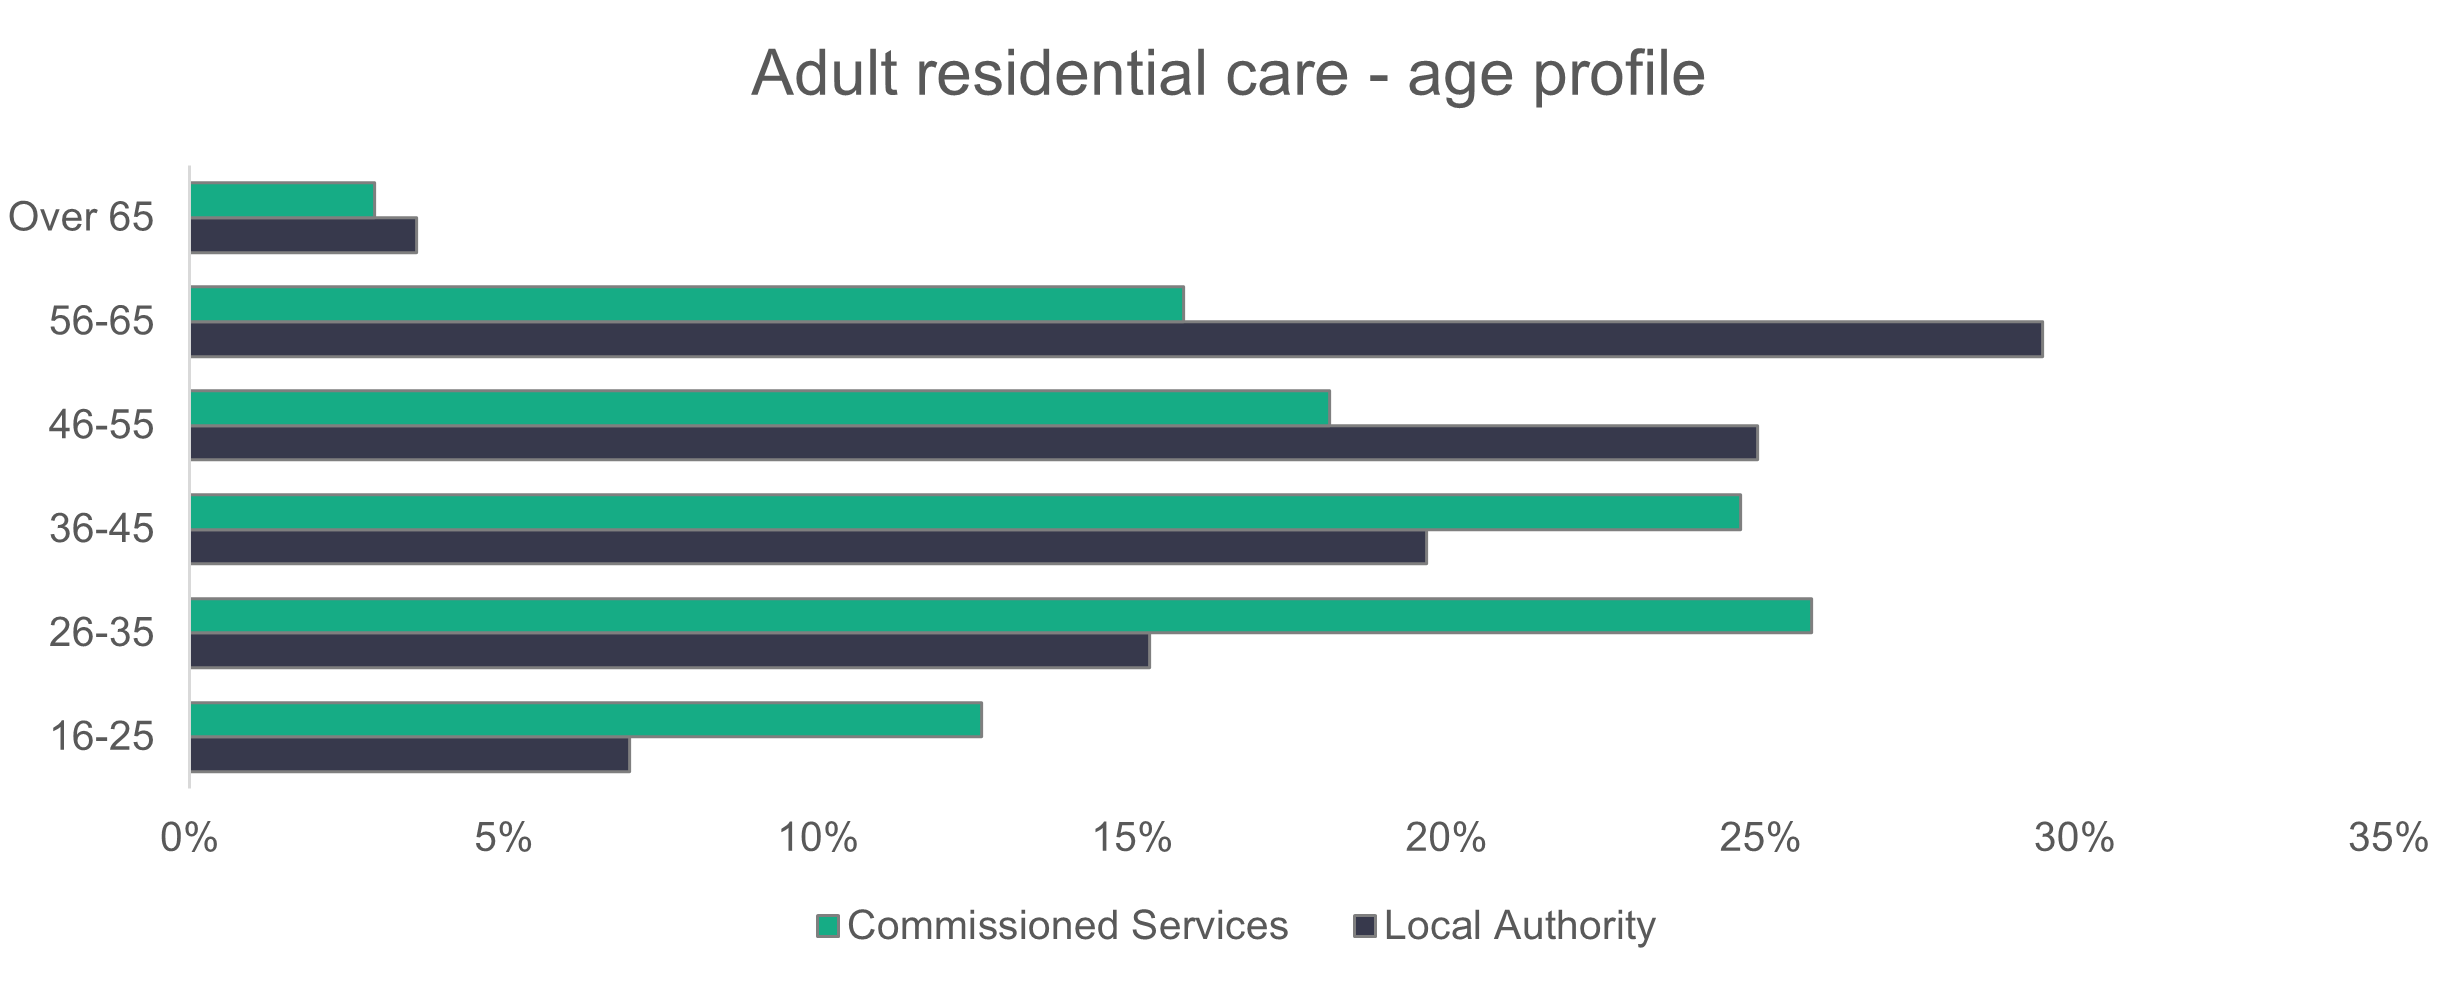 Adult residential care - age profile
Over 65
56-65
46-55
36-45
26-35
16-25
0% 5% 10% 15% 20% 25% 30% 35%
Commissioned Services Local Authority